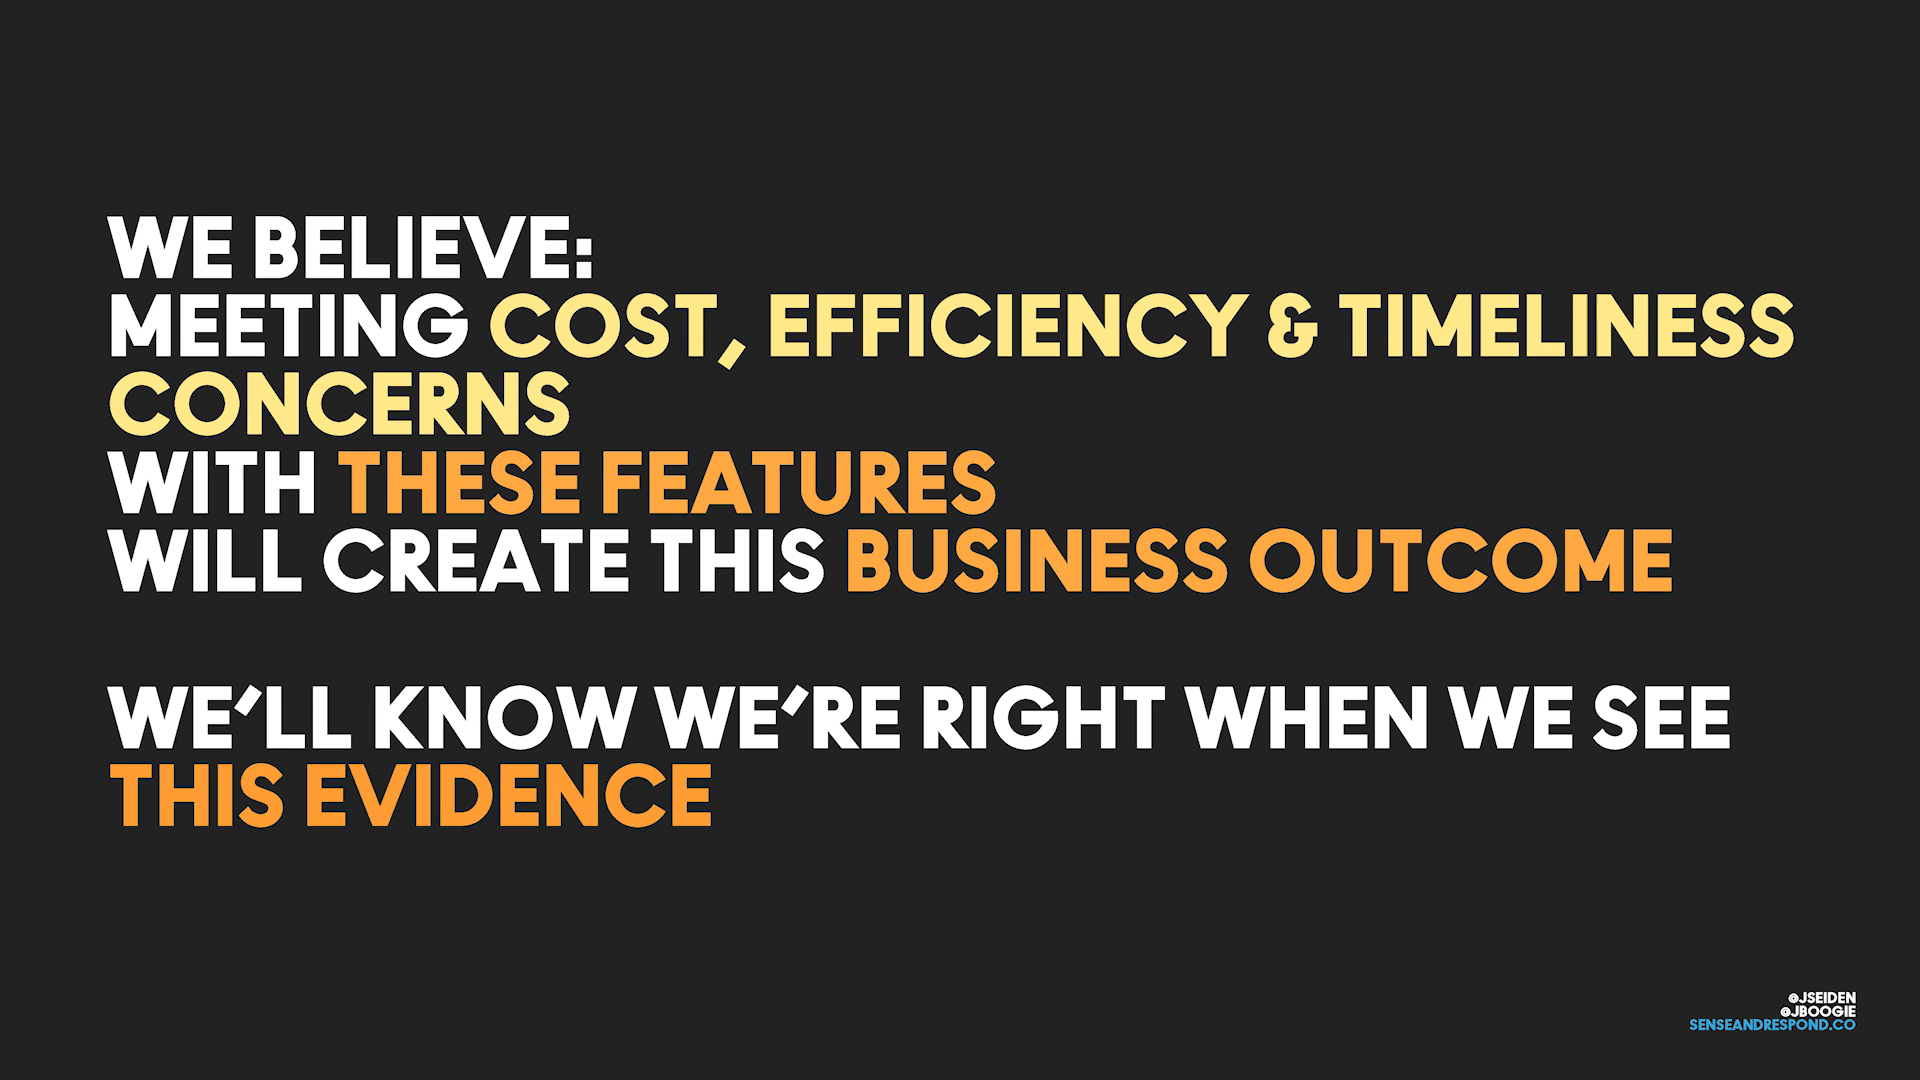 WE BELIEVE:
MEETING COST, EFFICIENCY & TIMELINESS
CONCERNS
WITH THESE FEATURES
WILL CREATE THIS BUSINESS OUTCOME
WE’LL KNOW WE’RE RIGHT WHEN WE SEE
THIS EVIDENCE
@JSEIDEN
@JBOOGIE
SENSEANDRESPOND.CO